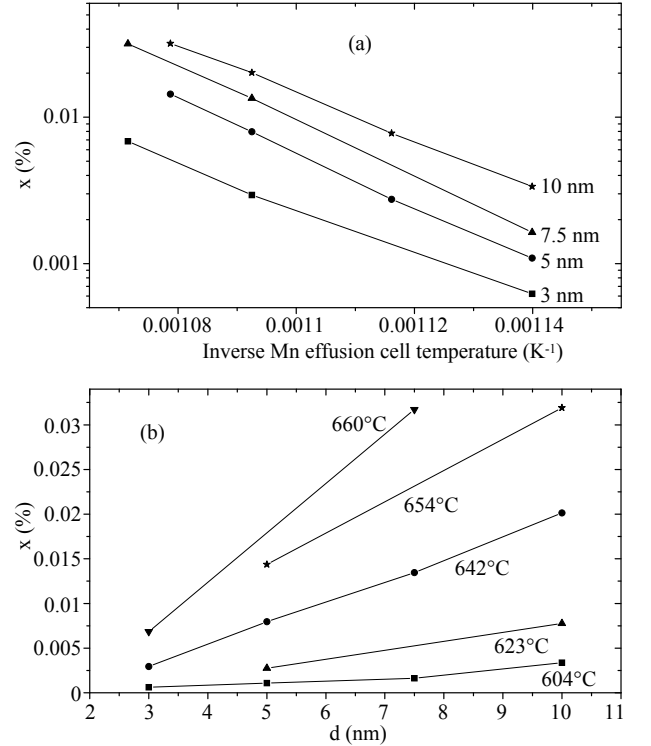 (a)
0.01
0.001
x (%)
10 nm
7.5 nm
5 nm
3 nm
0.00108 0.0011 0.00112 0.00114
Inverse Mn effusion cell temperature (K⁻¹)
(b)
0.03
0.025
0.02
0.015
0.01
0.005
0
x (%)
660°C
654°C
642°C
623°C
604°C
2 3 4 5 6 7 8 9 10 11
d (nm)